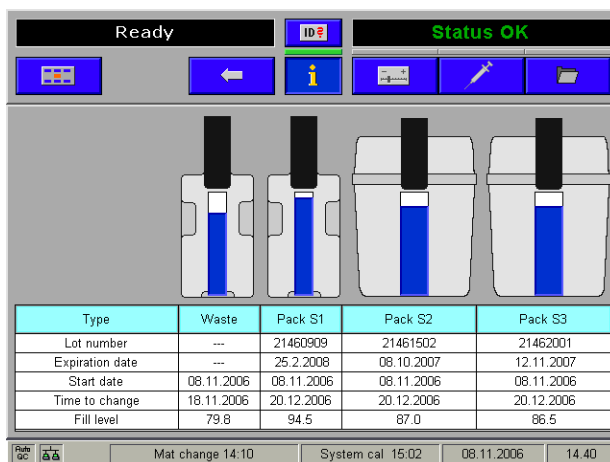 Ready
ID?
Status OK
i
- +
Type Waste Pack S1 Pack S2 Pack S3
Lot number --- 21460909 21461502 21462001
Expiration date --- 25.2.2008 08.10.2007 12.11.2007
Start date 08.11.2006 08.11.2006 08.11.2006 08.11.2006
Time to change 18.11.2006 20.12.2006 20.12.2006 20.12.2006
Fill level 79.8 94.5 87.0 86.5
Auto
QC
Mat change 14:10 System cal 15:02 08.11.2006 14.40